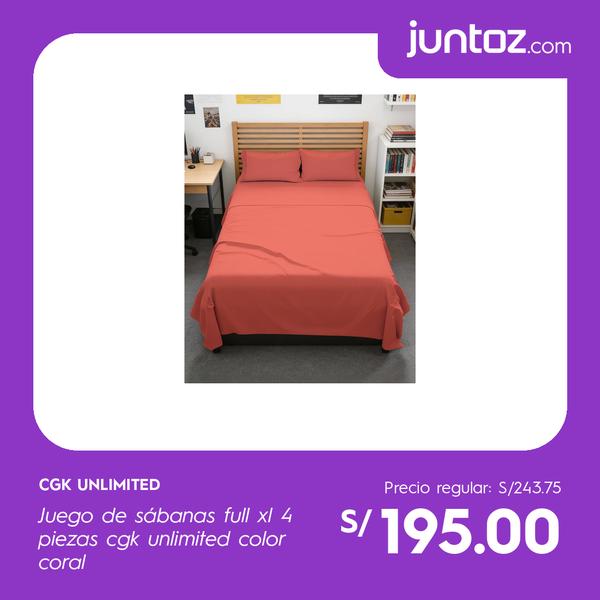 juntoz.com
CGK UNLIMITED
Juego de sábanas full xl 4
piezas cgk unlimited color
coral
Precio regular: S/243.75
S/195.00